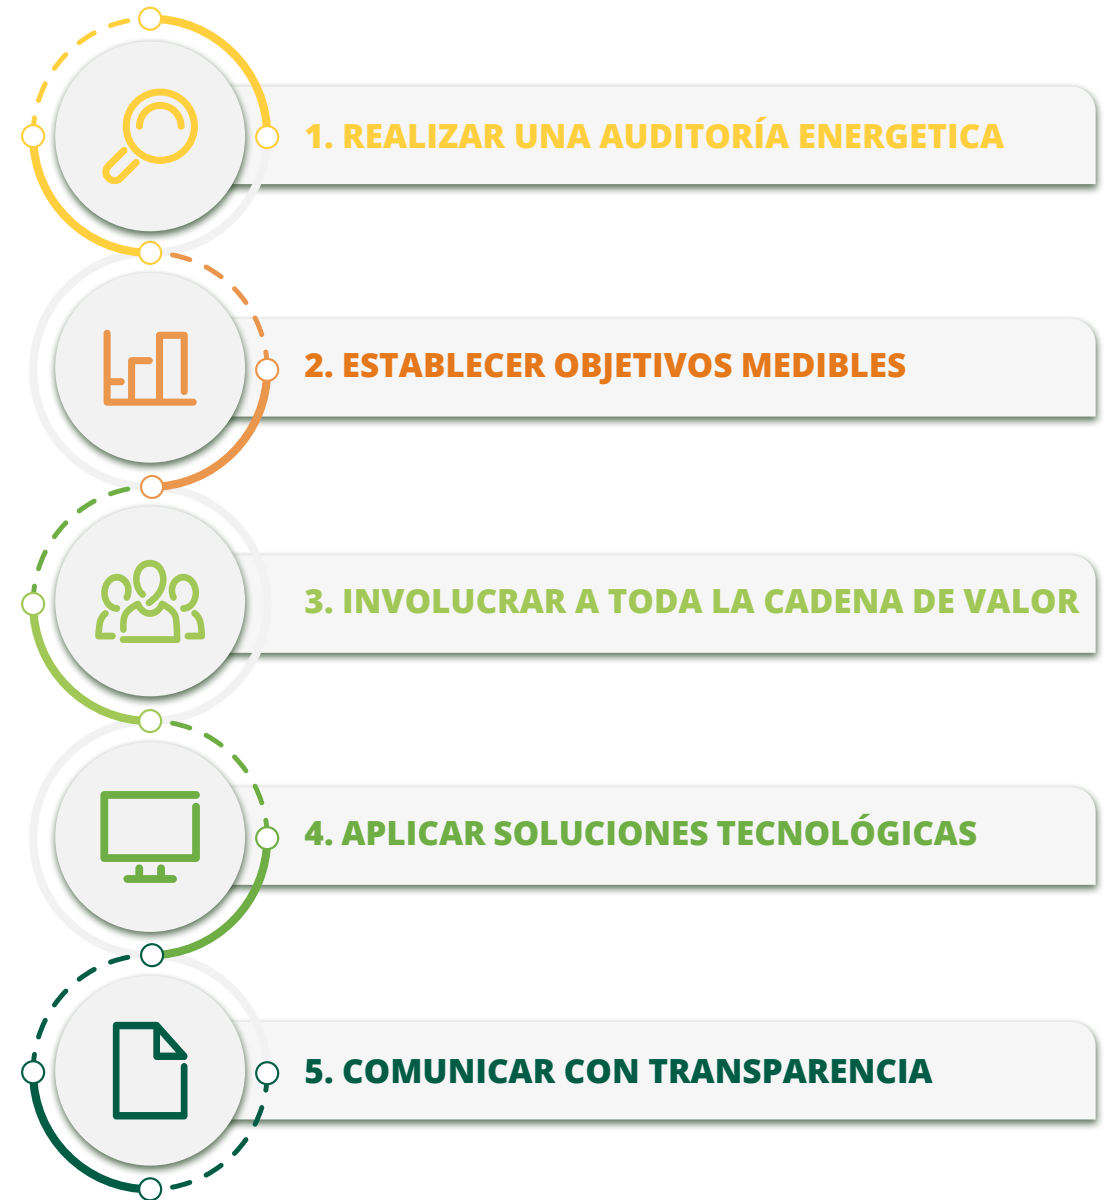 1. REALIZAR UNA AUDITORÍA ENERGETICA
2. ESTABLECER OBJETIVOS MEDIBLES
3. INVOLUCRAR A TODA LA CADENA DE VALOR
4. APLICAR SOLUCIONES TECNOLÓGICAS
5. COMUNICAR CON TRANSPARENCIA